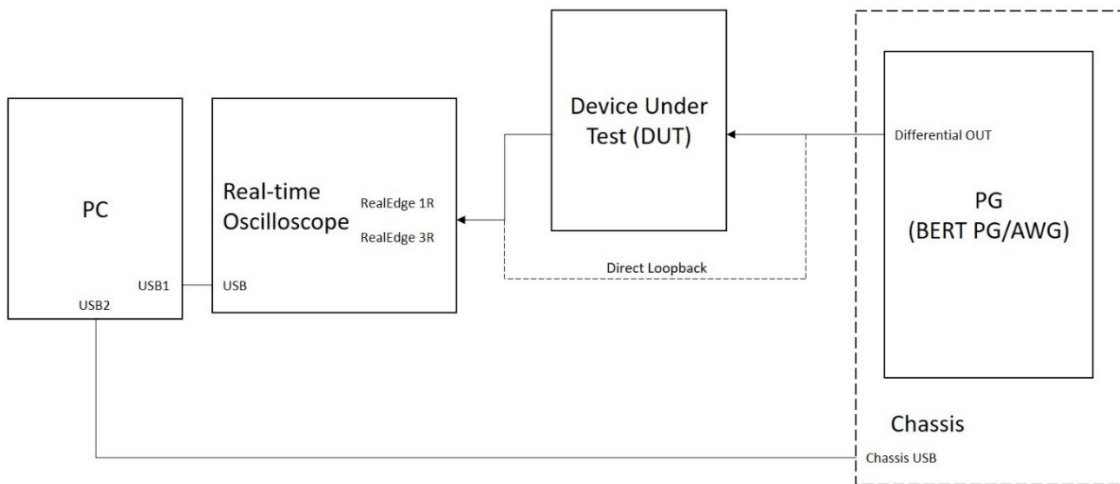 PC
USB1
USB2
Real-time
Oscilloscope
RealEdge 1R
RealEdge 3R
USB
Device Under
Test (DUT)
Direct Loopback
Differential OUT
PG
(BERT PG/AWG)
Chassis
Chassis USB